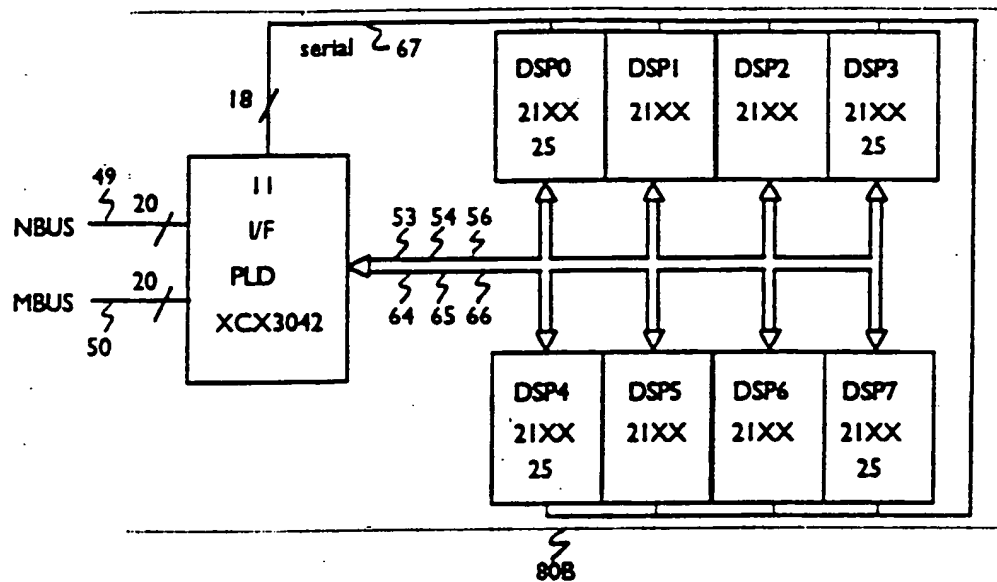 serial
67
18
DSP0 DSP1 DSP2 DSP3
21XX 21XX 21XX 21XX
25 25
49
20
NBUS
11
I/F
PLD
XCX3042
20
MBUS
50
53 54 56
64 65 66
DSP4 DSP5 DSP6 DSP7
21XX 21XX 21XX 21XX
25 25
80B